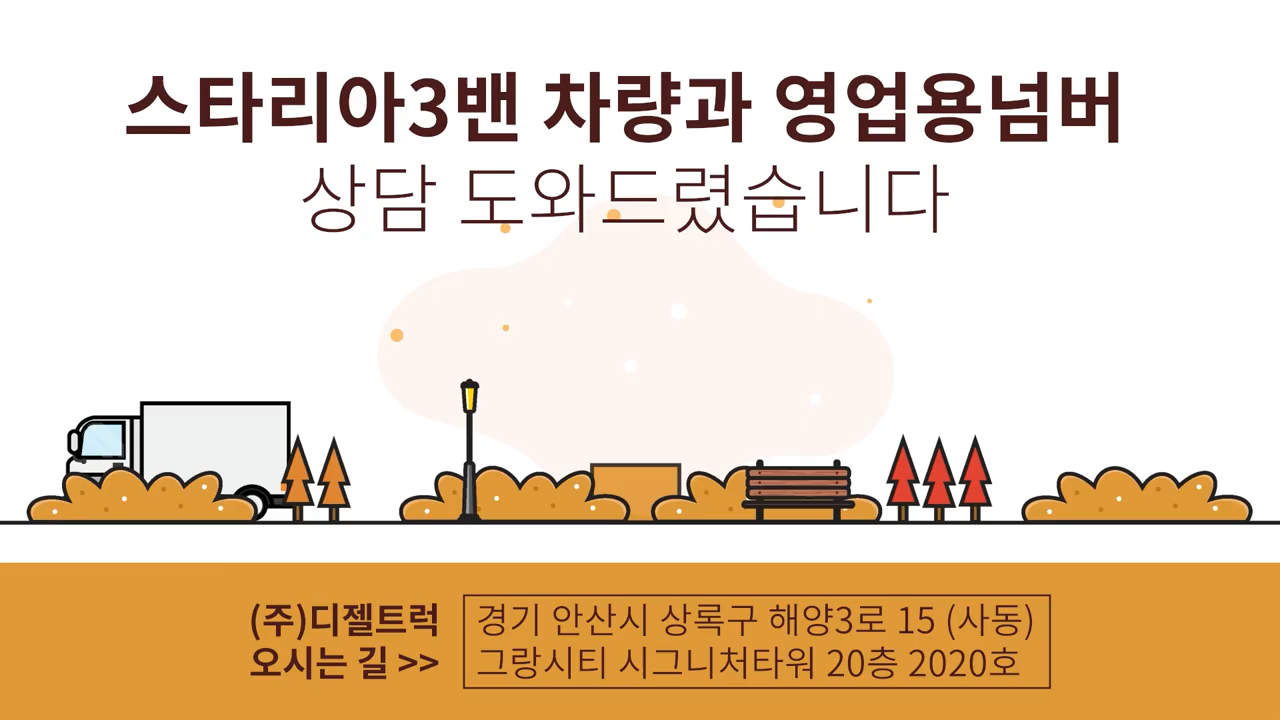 스타리아3밴 차량과 영업용넘버
상담 도와드렸습니다
(주)디젤트럭
오시는 길 >>
경기 안산시 상록구 해양3로 15 (사동)
그랑시티 시그니처타워 20층 2020호